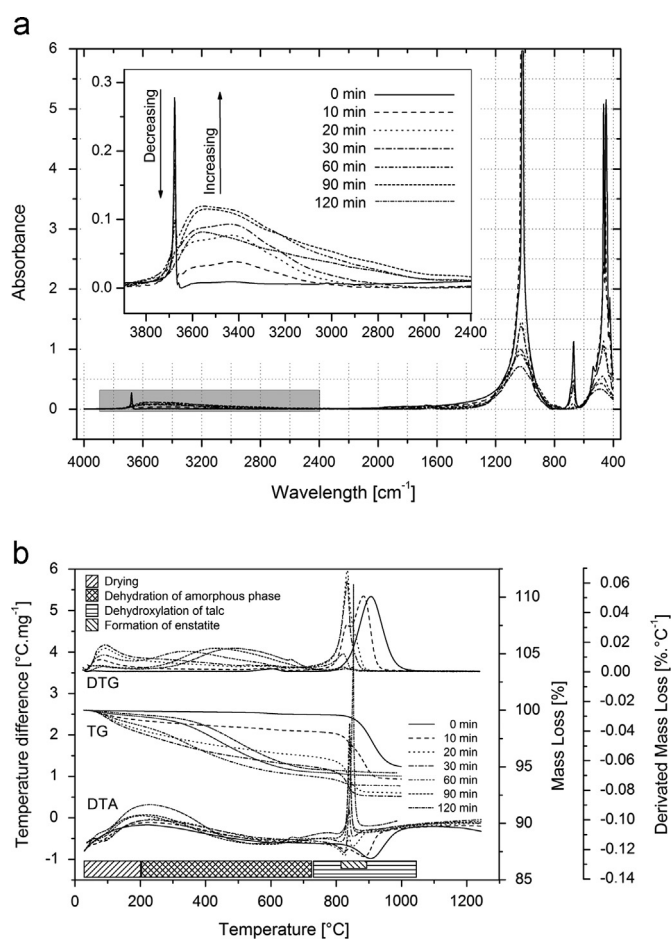 a
6
5
4
3
2
1
0
Absorbance
0.3
0.2
0.1
0.0
Decreasing
Increasing
0 min
10 min
20 min
30 min
60 min
90 min
120 min
3800 3600 3400 3200 3000 2800 2600 2400
4000 3600 3200 2800 2400 2000 1600 1200 800 400
Wavelength [cm-1]
b
Drying
Dehydration of amorphous phase
Dehydroxylation of talc
Formation of enstatite
6
5
4
3
2
1
0
-1
Temperature difference [°C.mg-1]
DTG
TG
DTA
0 min
10 min
20 min
30 min
60 min
90 min
120 min
110
105
100
95
90
85
Mass Loss [%]
0.06
0.04
0.02
0.00
-0.02
-0.04
-0.06
-0.08
-0.10
-0.12
-0.14
Derivated Mass Loss [%. °C-1]
0 200 400 600 800 1000 1200
Temperature [°C]